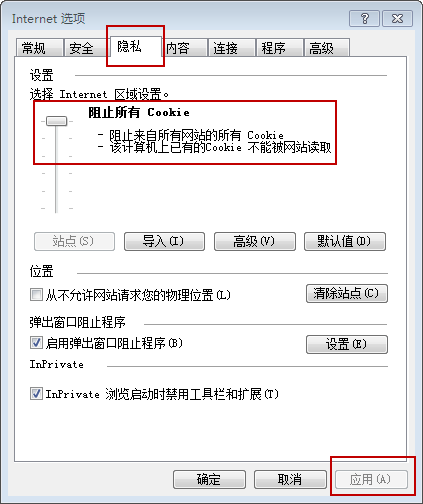 Internet 选项
常规 安全 隐私 内容 连接 程序 高级
设置
选择 Internet 区域设置。
阻止所有 Cookie
- 阻止来自所有网站的所有 Cookie
- 该计算机上已有的Cookie 不能被网站读取
站点(S) 导入(I) 高级(V) 默认值(D)
位置
从不允许网站请求您的物理位置(L) 清除站点(C)
弹出窗口阻止程序
启用弹出窗口阻止程序(B) 设置(E)
InPrivate
InPrivate 浏览启动时禁用工具栏和扩展(T)
确定 取消 应用(A)